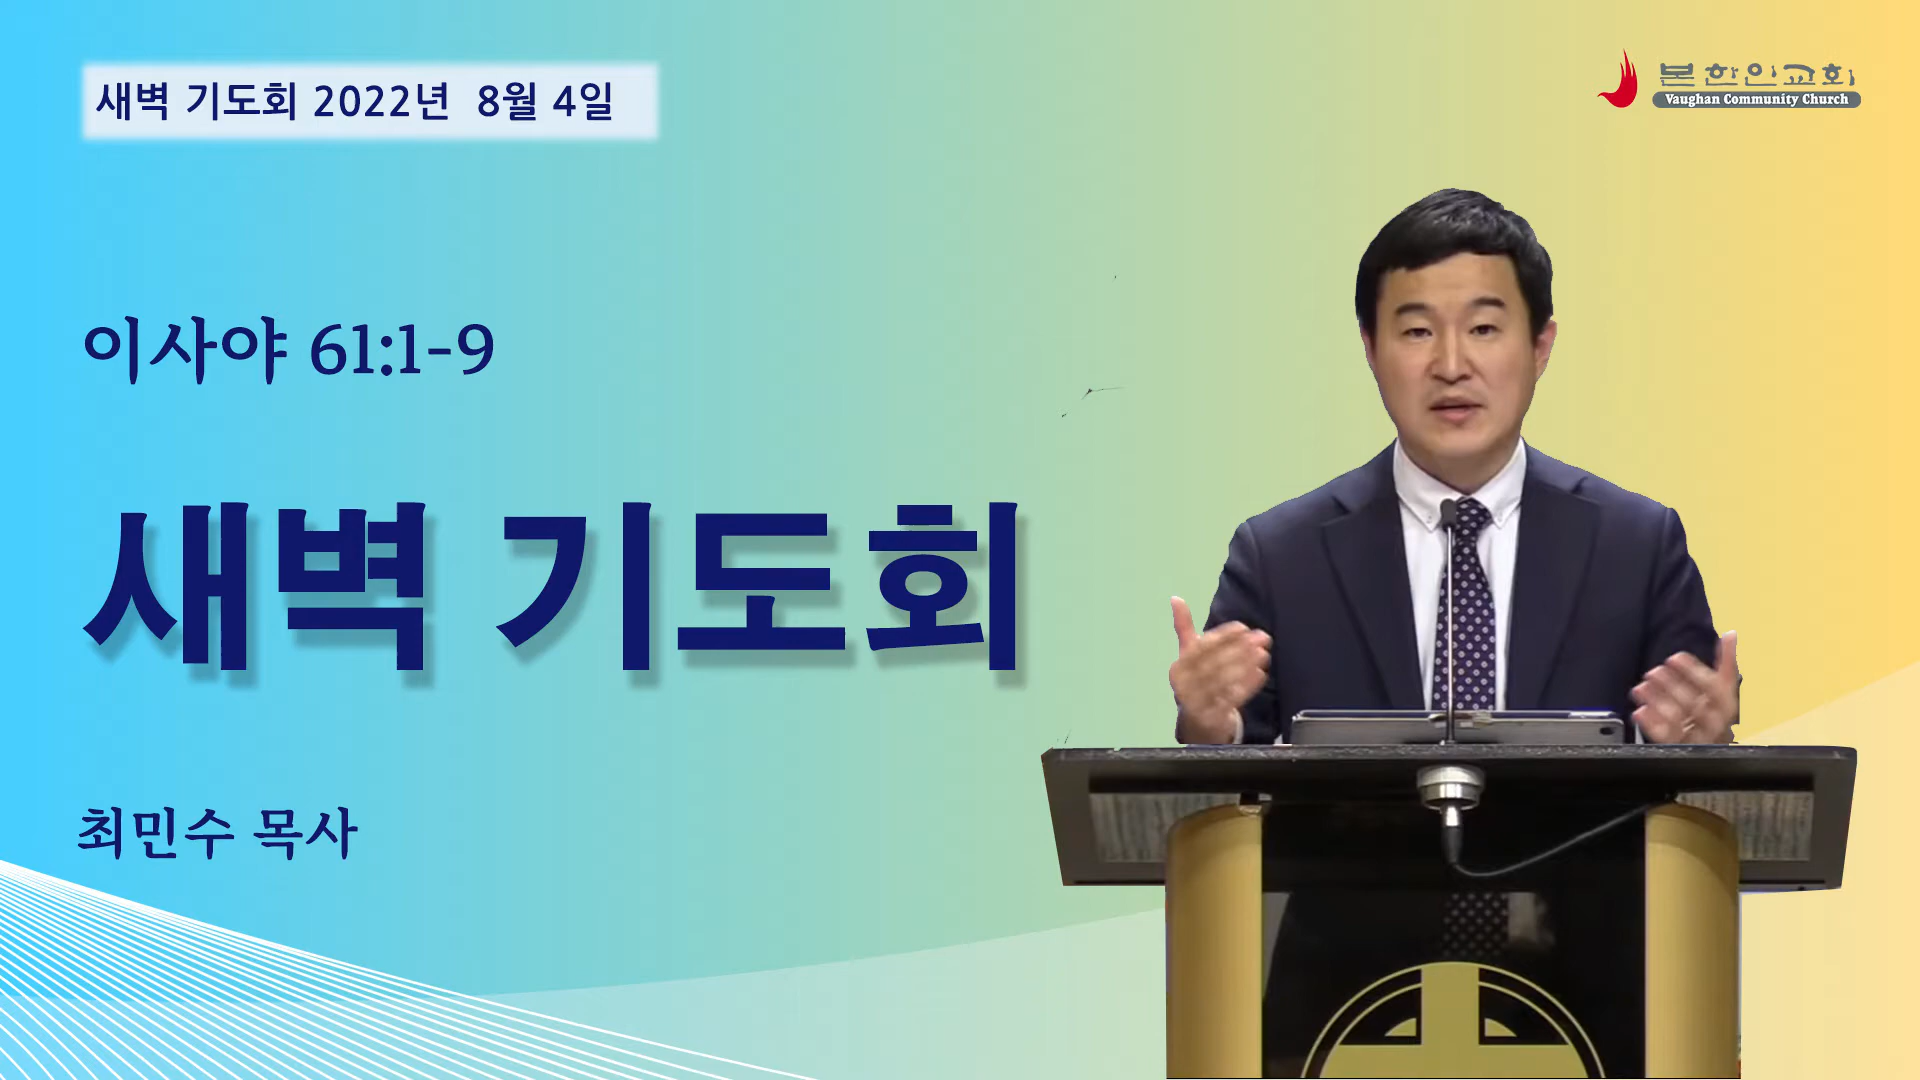 새벽 기도회 2022년 8월 4일
본한인교회
Vaughan Community Church
이사야 61:1-9
새벽 기도회
최민수 목사